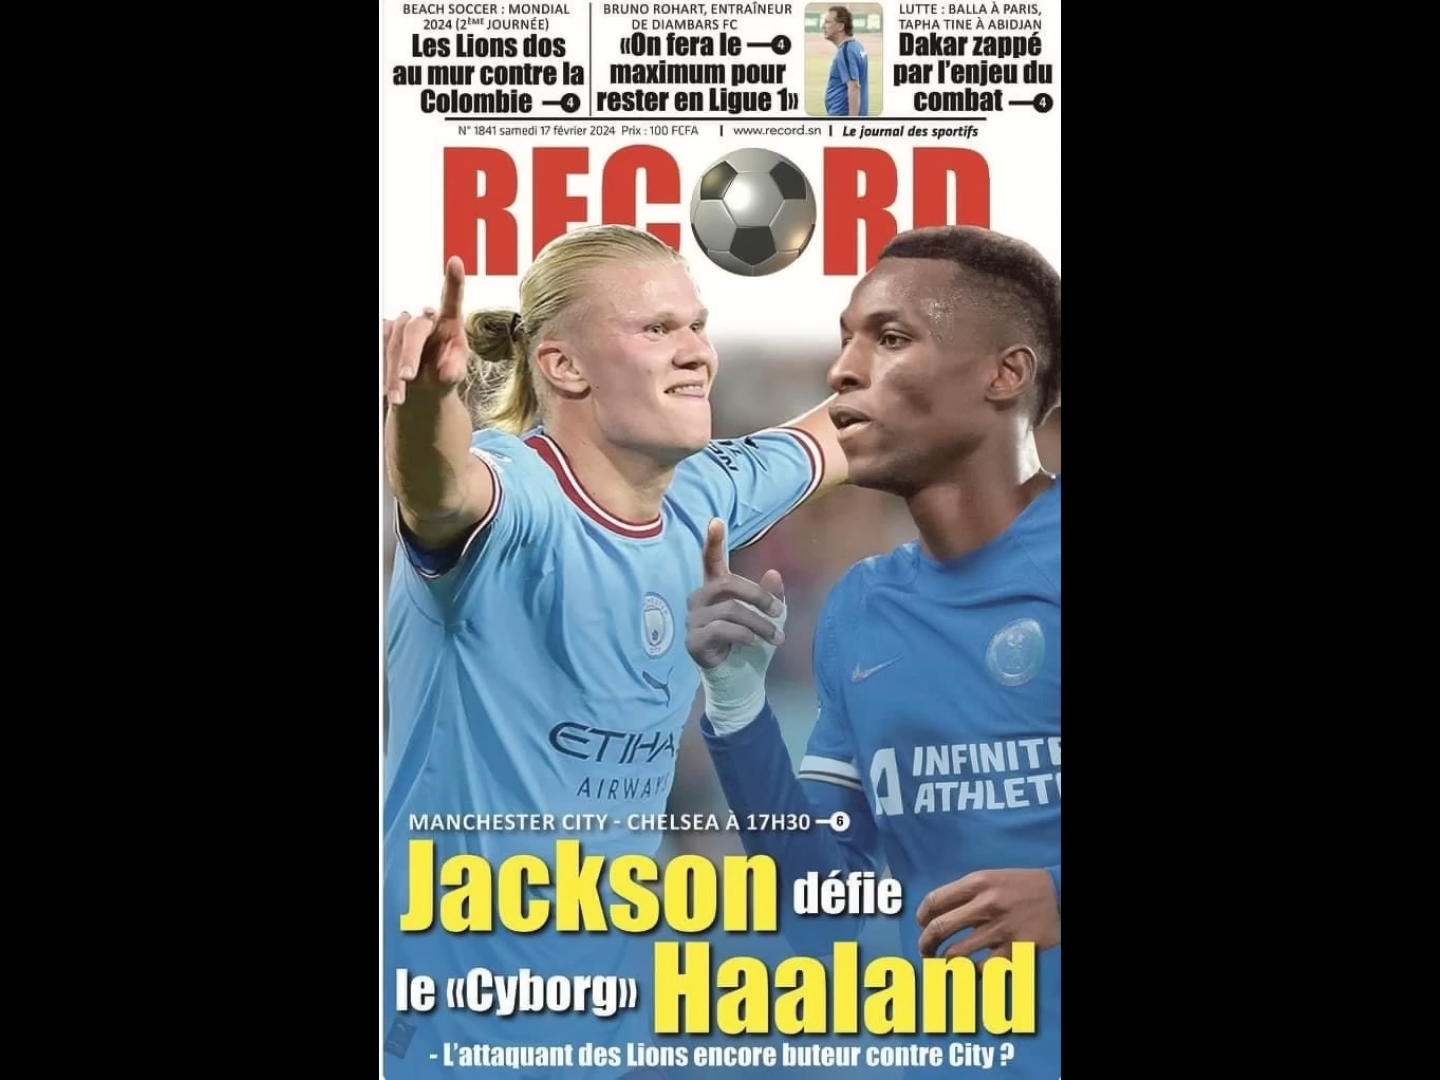 BEACH SOCCER : MONDIAL
2024 (2ÈME JOURNÉE)
Les Lions dos
au mur contre la
Colombie 4
BRUNO ROHART, ENTRAÎNEUR
DE DIAMBARS FC
«On fera le 4
maximum pour
rester en Ligue 1»
LUTTE : BALLA À PARIS,
TAPHA TINE À ABIDJAN
Dakar zappé
par l'enjeu du
combat 4
N° 1841 samedi 17 février 2024 Prix : 100 FCFA | www.record.sn | Le journal des sportifs
RECORD
NEXEN
ETIHAD
AIRWAYS
INFINITE
ATHLETE
MANCHESTER CITY - CHELSEA À 17H30 6
Jackson défie
le «Cyborg» Haaland
- L'attaquant des Lions encore buteur contre City ?